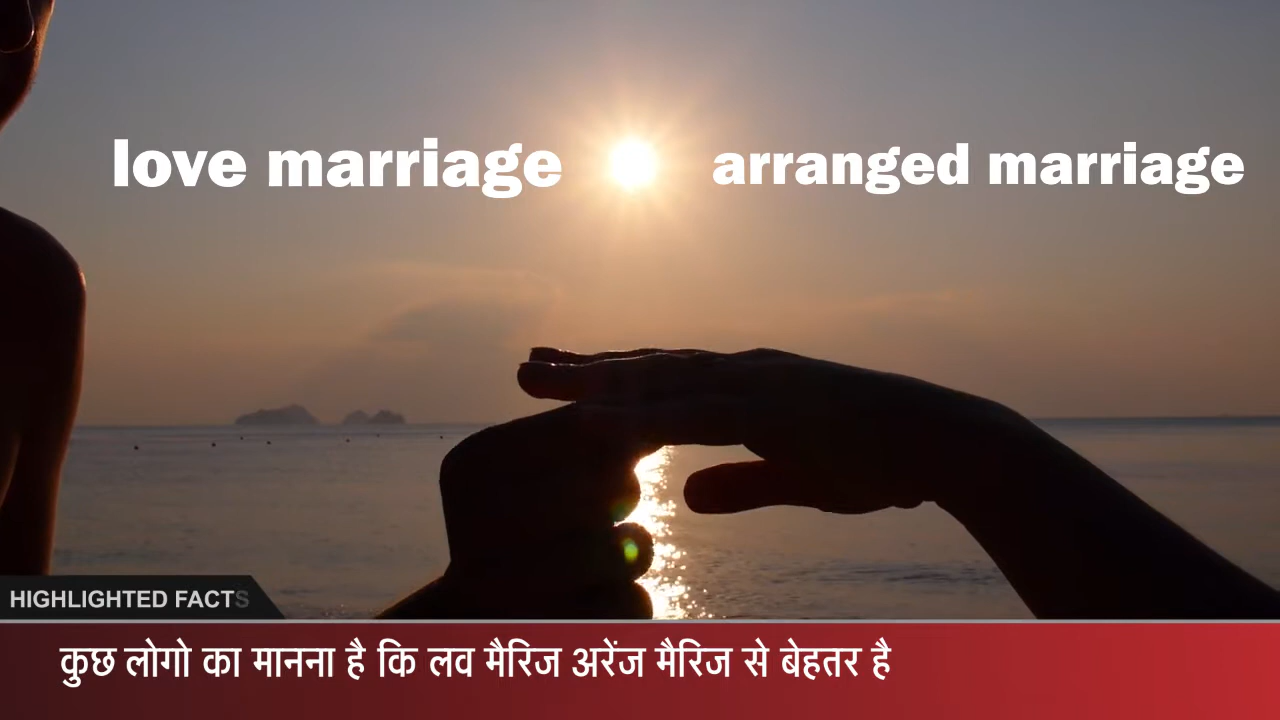 love marriage arranged marriage
HIGHLIGHTED FACTS
कुछ लोगो का मानना है कि लव मैरिज अरेंज मैरिज से बेहतर है